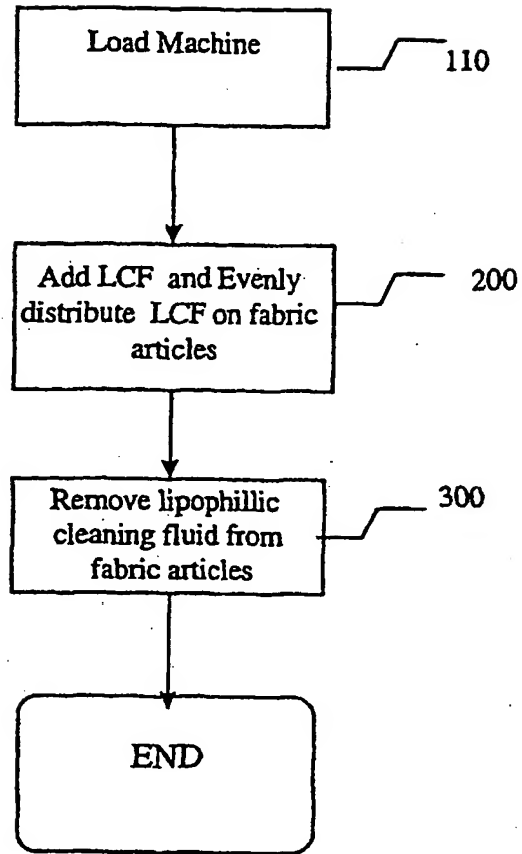 Load Machine
110
Add LCF and Evenly
distribute LCF on fabric
articles
200
Remove lipophillic
cleaning fluid from
fabric articles
300
END